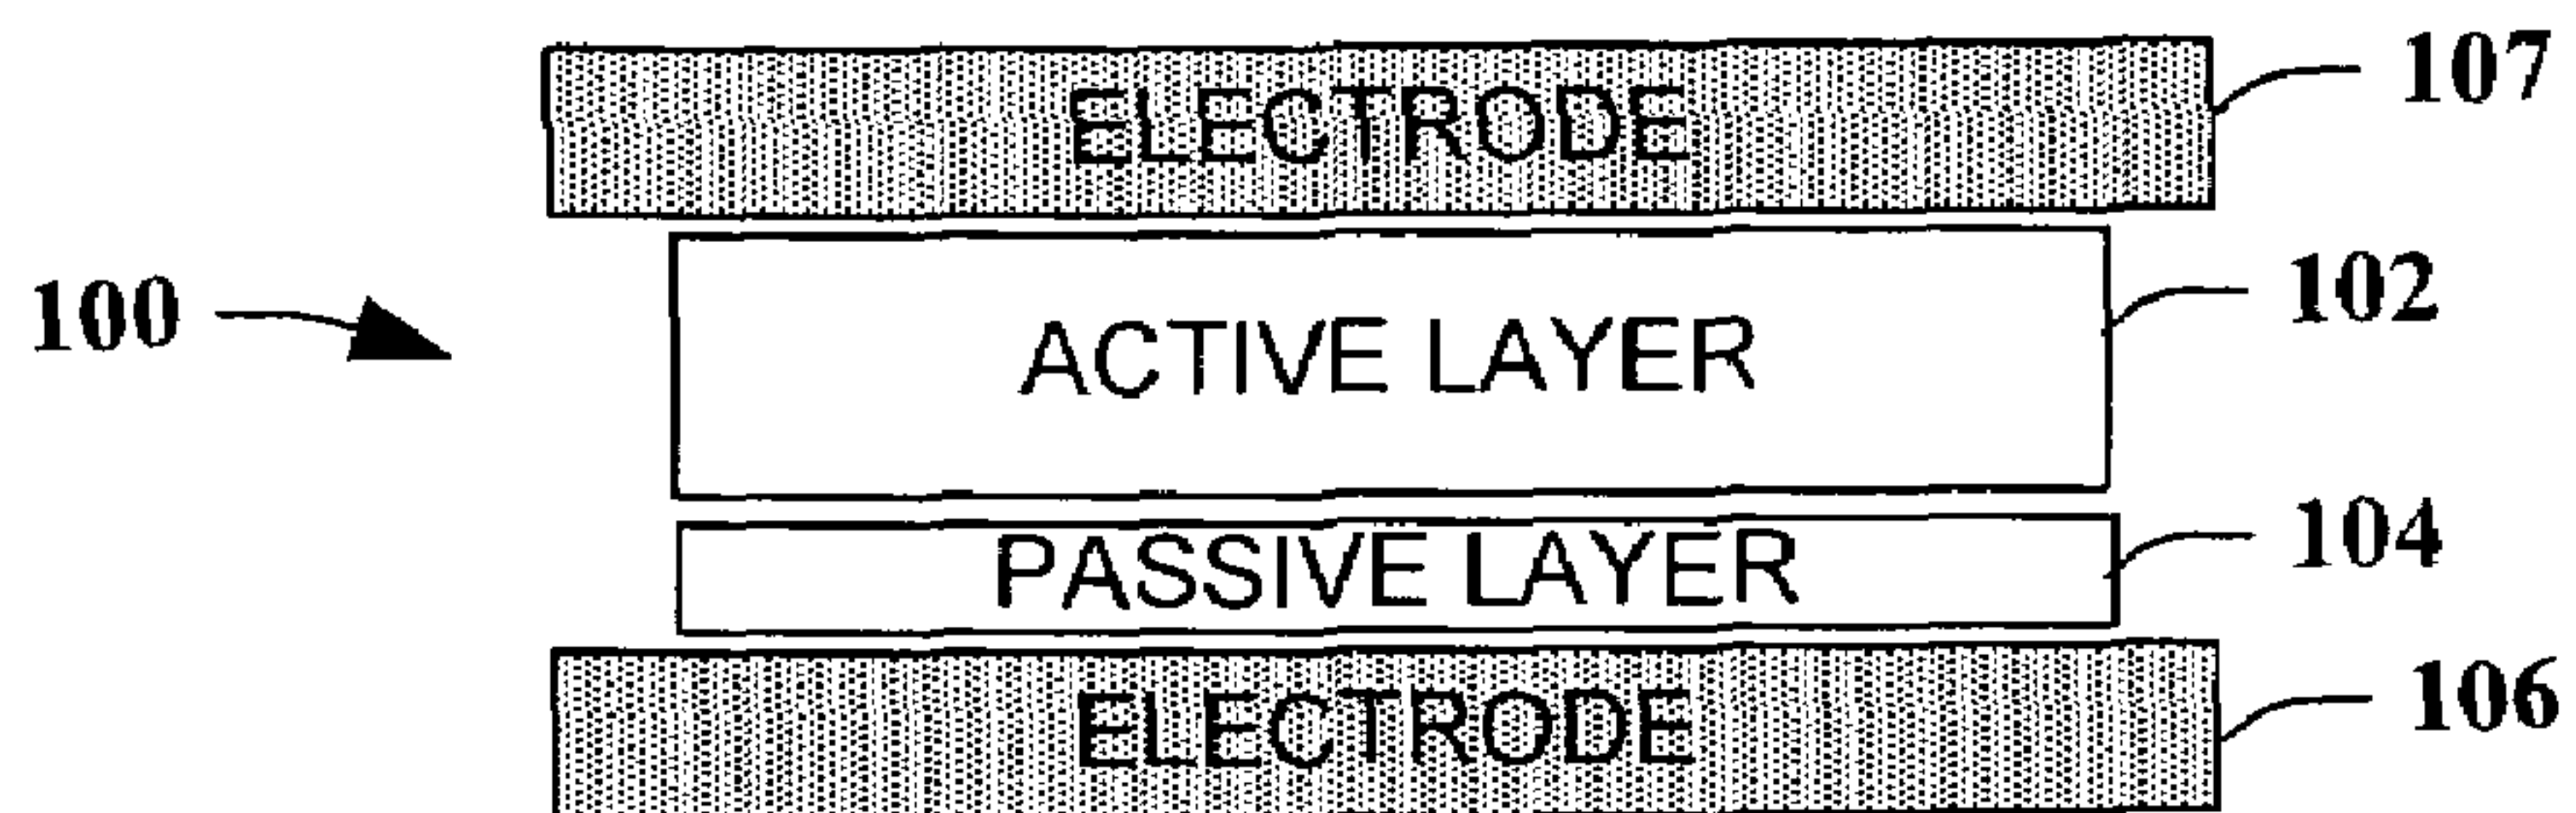 ELECTRODE 107
100 ACTIVE LAYER 102
PASSIVE LAYER 104
ELECTRODE 106